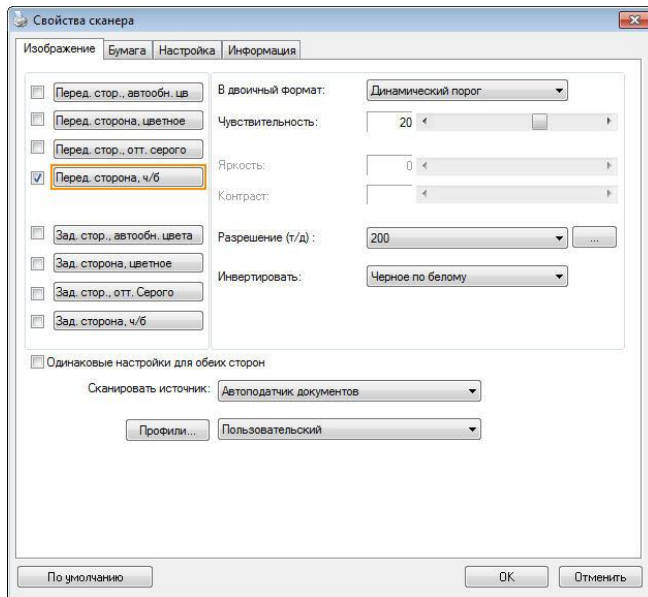 Свойства сканера
Изображение Бумага Настройка Информация
Перед. стор., автообн. цв
Перед. сторона, цветное
Перед. стор., отт. серого
Перед. сторона, ч/б
Зад. стор., автообн. цвета
Зад. сторона, цветное
Зад. стор., отт. Серого
Зад. сторона, ч/б
В двоичный формат: Динамический порог
Чувствительность: 20
Яркость: 0
Контраст:
Разрешение (т/д) : 200 ...
Инвертировать: Черное по белому
Одинаковые настройки для обеих сторон
Сканировать источник: Автоподатчик документов
Профили... Пользовательский
По умолчанию OK Отменить